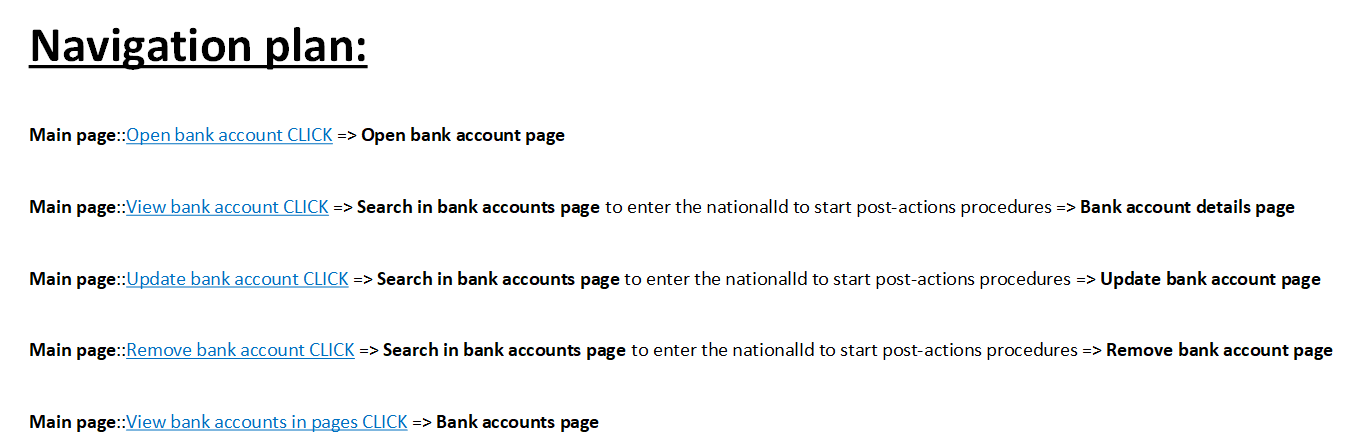 Navigation plan:
Main page::Open bank account CLICK => Open bank account page
Main page::View bank account CLICK => Search in bank accounts page to enter the nationalId to start post-actions procedures => Bank account details page
Main page::Update bank account CLICK => Search in bank accounts page to enter the nationalId to start post-actions procedures => Update bank account page
Main page::Remove bank account CLICK => Search in bank accounts page to enter the nationalId to start post-actions procedures => Remove bank account page
Main page::View bank accounts in pages CLICK => Bank accounts page